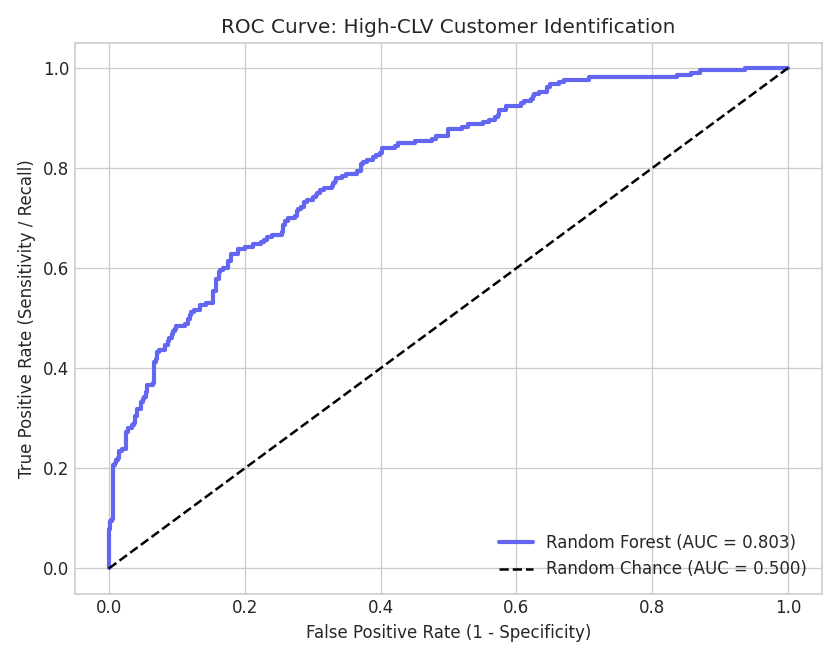 ROC Curve: High-CLV Customer Identification
True Positive Rate (Sensitivity / Recall)
1.0
0.8
0.6
0.4
0.2
0.0
Random Forest (AUC = 0.803)
Random Chance (AUC = 0.500)
0.0 0.2 0.4 0.6 0.8 1.0
False Positive Rate (1 - Specificity)